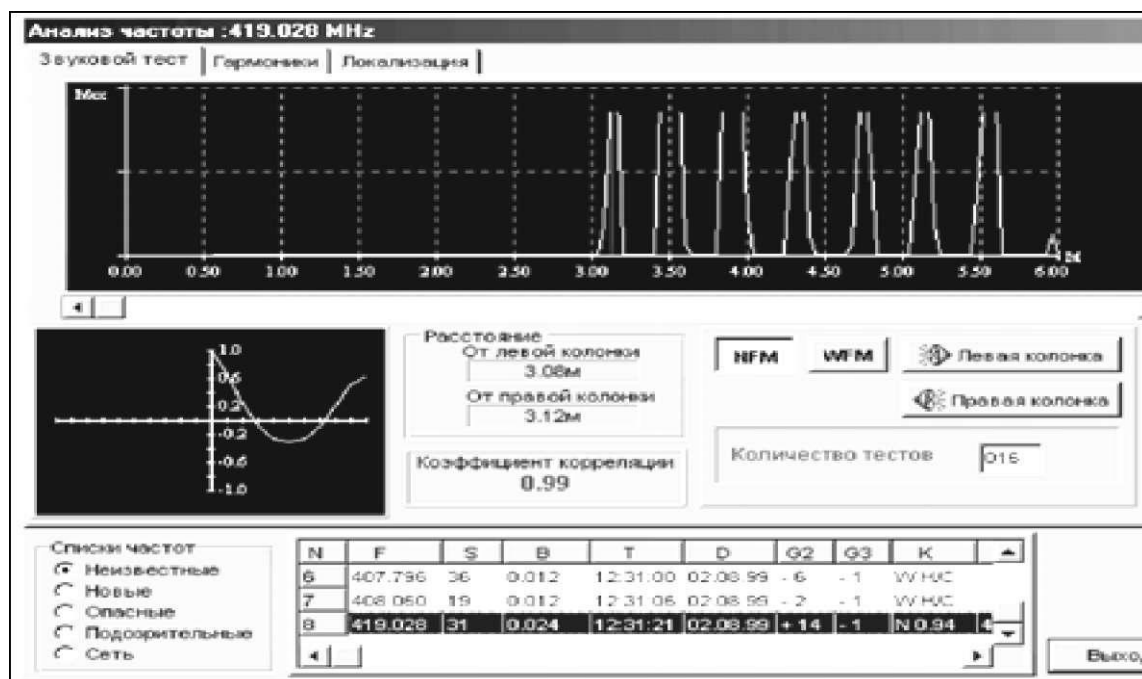 Анализ частоты :419.028 MHz
Звуковой тест Гармоники Локализация
Max
0.00 0.50 1.00 1.50 2.00 2.50 3.00 3.50 4.00 4.50 5.00 5.50 6.00 M
1.0
0.6
0.2
-0.2
-0.6
-1.0
Расстояние
От левой колонки
3.08м
От правой колонки
3.12м
Коэффициент корреляции
0.99
NFM WFM Левая колонка
Правая колонка
Количество тестов 016
Списки частот
Неизвестные
Новые
Опасные
Подозрительные
Сеть
N F S B T D G2 G3 K
6 407.796 36 0.012 12:31:00 02.08.99 - 6 - 1
7 408.060 19 0.012 12:31:06 02.08.99 - 2 - 1
8 419.028 31 0.024 12:31:21 02.08.99 + 14 - 1 N 0.94 4
Выход